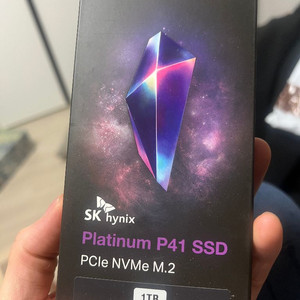 SK hynix
Platinum P41 SSD
PCIe NVMe M.2
1TB